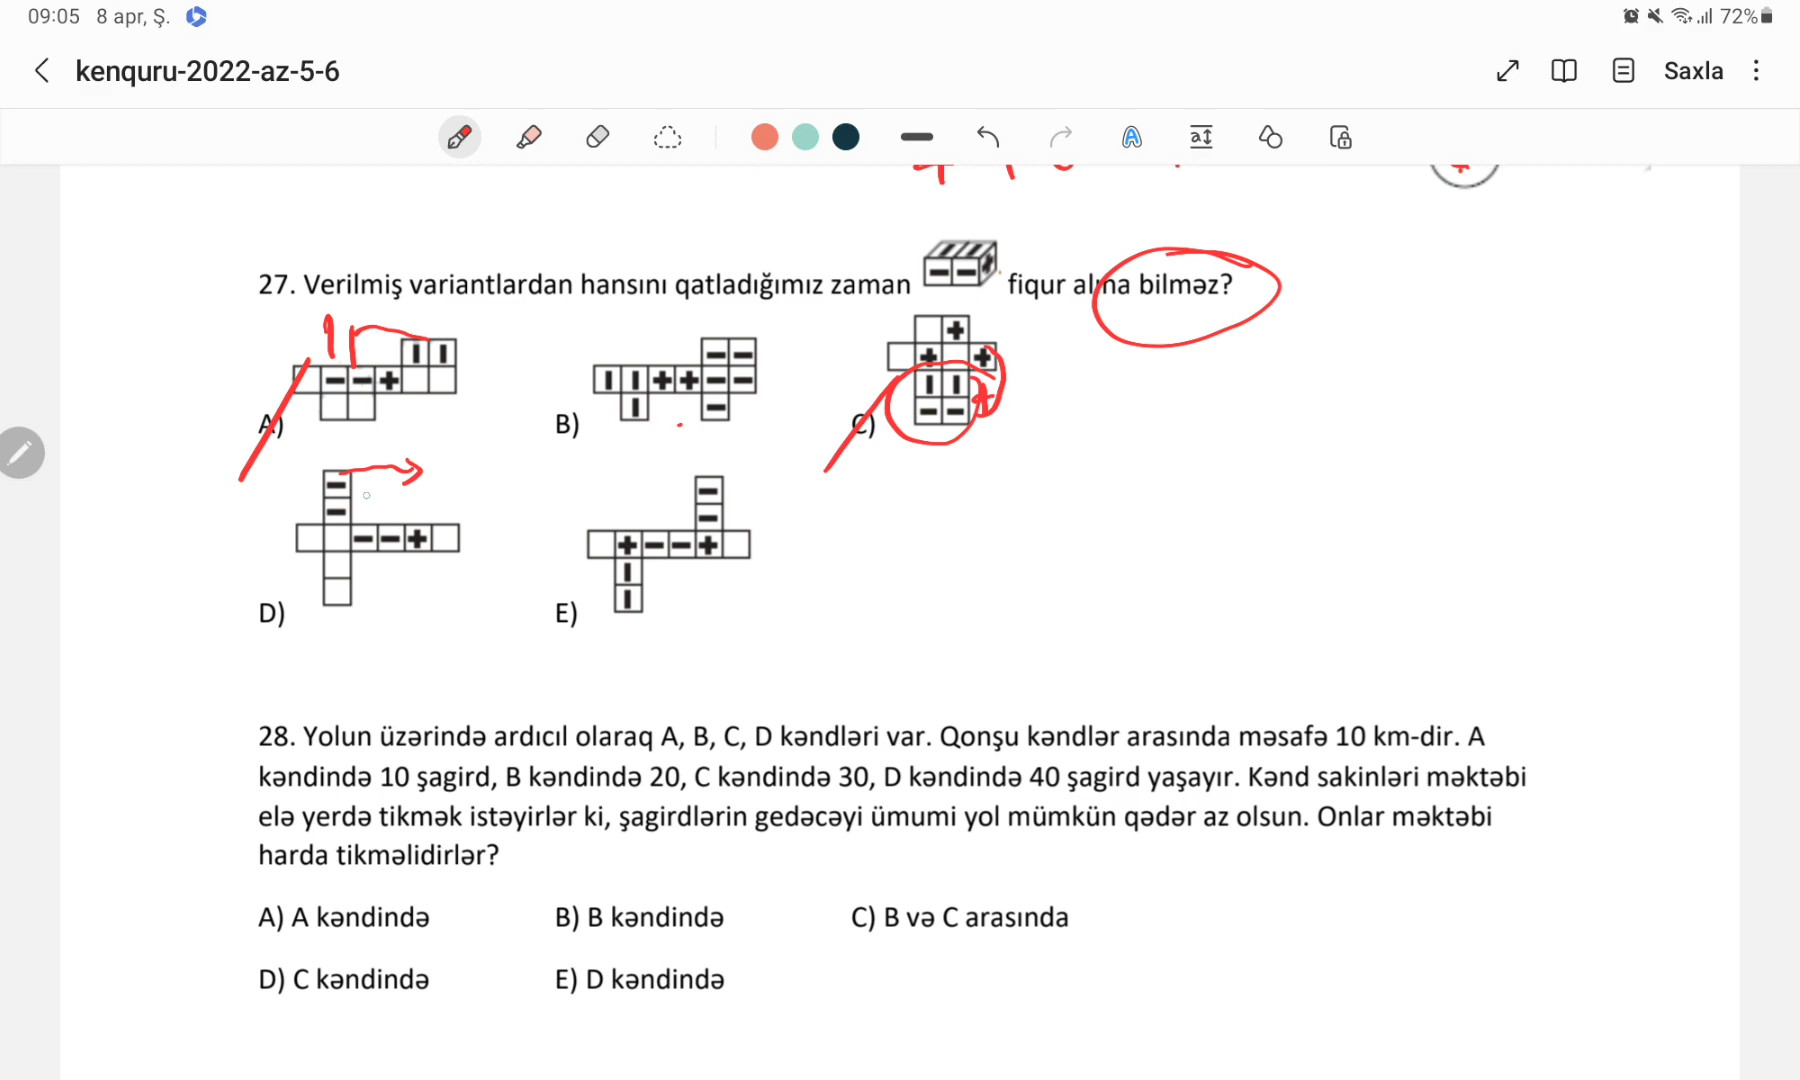 09:05 8 apr, Ş. 72%
kenquru-2022-az-5-6 Saxla
27. Verilmiş variantlardan hansını qatladığımız zaman fiqur alına bilməz?
A) B) C)
D) E)
28. Yolun üzərində ardıcıl olaraq A, B, C, D kəndləri var. Qonşu kəndlər arasında məsafə 10 km-dir. A
kəndində 10 şagird, B kəndində 20, C kəndində 30, D kəndində 40 şagird yaşayır. Kənd sakinləri məktəbi
elə yerdə tikmək istəyirlər ki, şagirdlərin gedəcəyi ümumi yol mümkün qədər az olsun. Onlar məktəbi
harda tikməlidirlər?
A) A kəndində B) B kəndində C) B və C arasında
D) C kəndində E) D kəndində